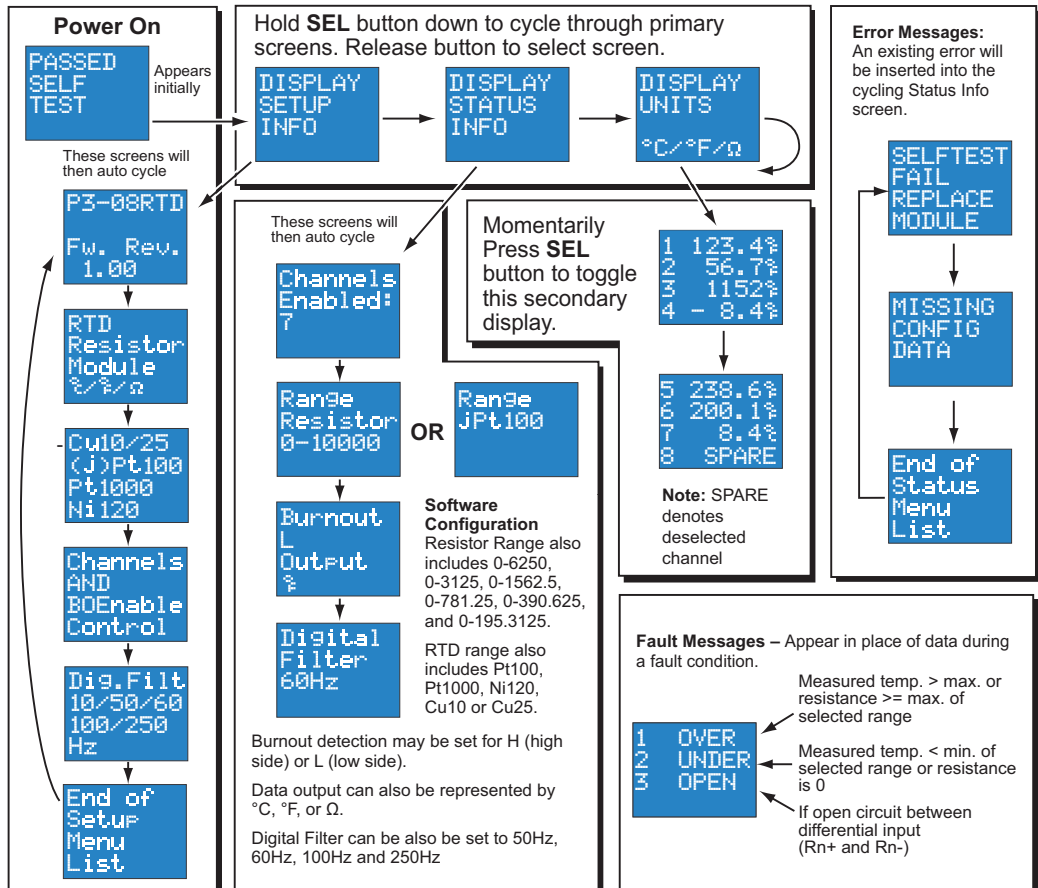 Power On
PASSED
SELF
TEST
Appears
initially
These screens will
then auto cycle
P3-08RTD
Fw. Rev.
1.00
RTD
Resistor
Module
°C/°F/Ω
-Cu10/25
(j)Pt100
Pt1000
Ni120
Channels
AND
BOEnable
Control
Dig.Filt
10/50/60
100/250
Hz
End of
Setup
Menu
List
Hold SEL button down to cycle through primary
screens. Release button to select screen.
DISPLAY
SETUP
INFO
DISPLAY
STATUS
INFO
DISPLAY
UNITS
°C/°F/Ω
These screens will
then auto cycle
Channels
Enabled:
7
Range
Resistor
0-10000
OR
Range
jPt100
Burnout
L
Output
°F
Digital
Filter
60Hz
Software
Configuration
Resistor Range also
includes 0-6250,
0-3125, 0-1562.5,
0-781.25, 0-390.625,
and 0-195.3125.
RTD range also
includes Pt100,
Pt1000, Ni120,
Cu10 or Cu25.
Burnout detection may be set for H (high
side) or L (low side).
Data output can also be represented by
°C, °F, or Ω.
Digital Filter can be also be set to 50Hz,
60Hz, 100Hz and 250Hz
Momentarily
Press SEL
button to toggle
this secondary
display.
1 123.4°F
2 56.7°F
3 1152°F
4 - 8.4°F
5 238.6°F
6 200.1°F
7 8.4°C
8 SPARE
Note: SPARE
denotes
deselected
channel
Error Messages:
An existing error will
be inserted into the
cycling Status Info
screen.
SELFTEST
FAIL
REPLACE
MODULE
MISSING
CONFIG
DATA
End of
Status
Menu
List
Fault Messages – Appear in place of data during
a fault condition.
1 OVER
2 UNDER
3 OPEN
Measured temp. > max. or
resistance >= max. of
selected range
Measured temp. < min. of
selected range or resistance
is 0
If open circuit between
differential input
(Rn+ and Rn-)